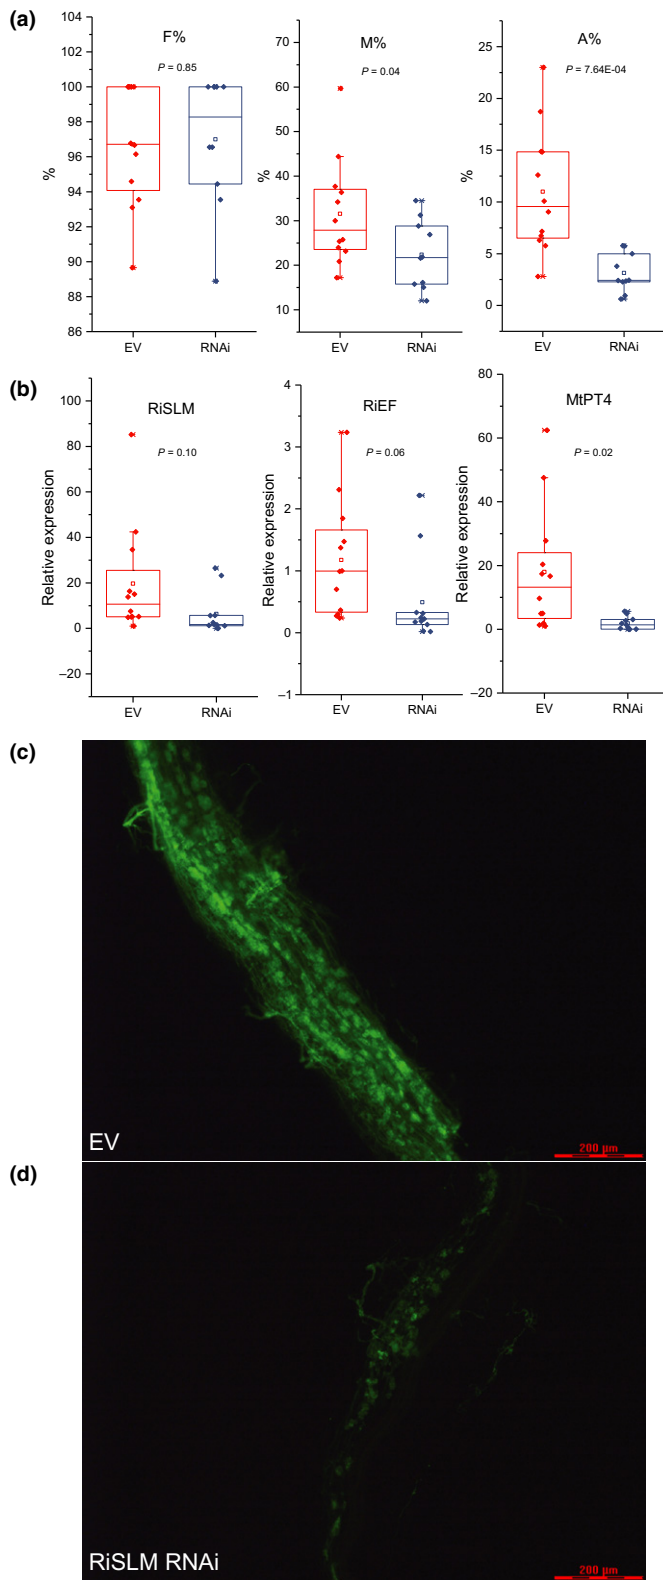 (a)
F%
P = 0.85
104
102
100
98
96
94
92
90
88
86
%
EV
RNAi
M%
P = 0.04
70
60
50
40
30
20
10
%
EV
RNAi
A%
P = 7.64E-04
25
20
15
10
5
0
%
EV
RNAi
(b)
RiSLM
P = 0.10
100
80
60
40
20
0
–20
Relative expression
EV
RNAi
RiEF
P = 0.06
4
3
2
1
0
–1
Relative expression
EV
RNAi
MtPT4
P = 0.02
80
60
40
20
0
–20
Relative expression
EV
RNAi
(c)
EV
200 µm
(d)
RiSLM RNAi
200 µm